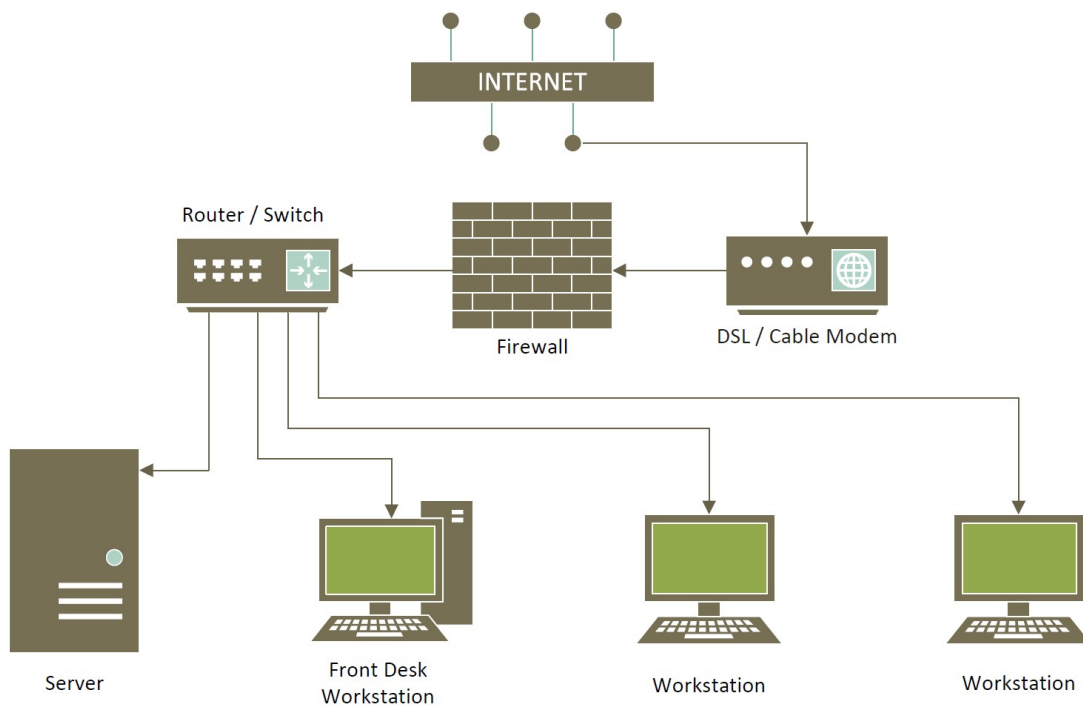 INTERNET
Router / Switch
Firewall
DSL / Cable Modem
Server
Front Desk
Workstation
Workstation
Workstation